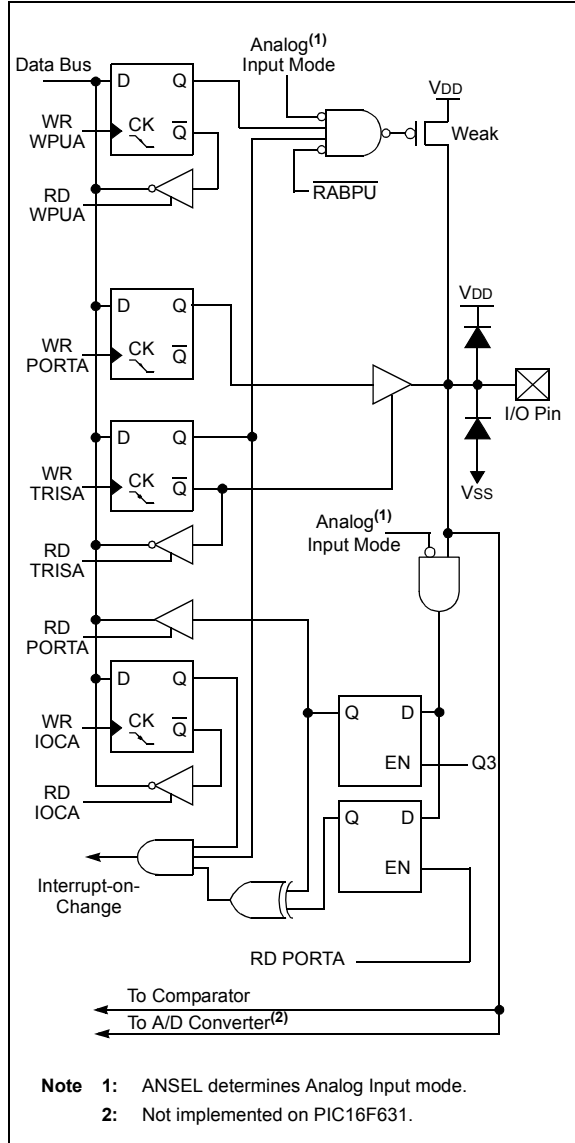 Analog(1)
Input Mode
Data Bus
D Q
VDD
WR
WPUA
CK Q
Weak
RD
WPUA
RABPU
D Q
VDD
WR
PORTA
CK Q
I/O Pin
D Q
WR
TRISA
CK Q
VSS
Analog(1)
Input Mode
RD
TRISA
RD
PORTA
D Q
Q D
WR
IOCA
CK Q
EN
Q3
RD
IOCA
Q D
EN
Interrupt-on-
Change
RD PORTA
To Comparator
To A/D Converter(2)
Note 1: ANSEL determines Analog Input mode.
2: Not implemented on PIC16F631.